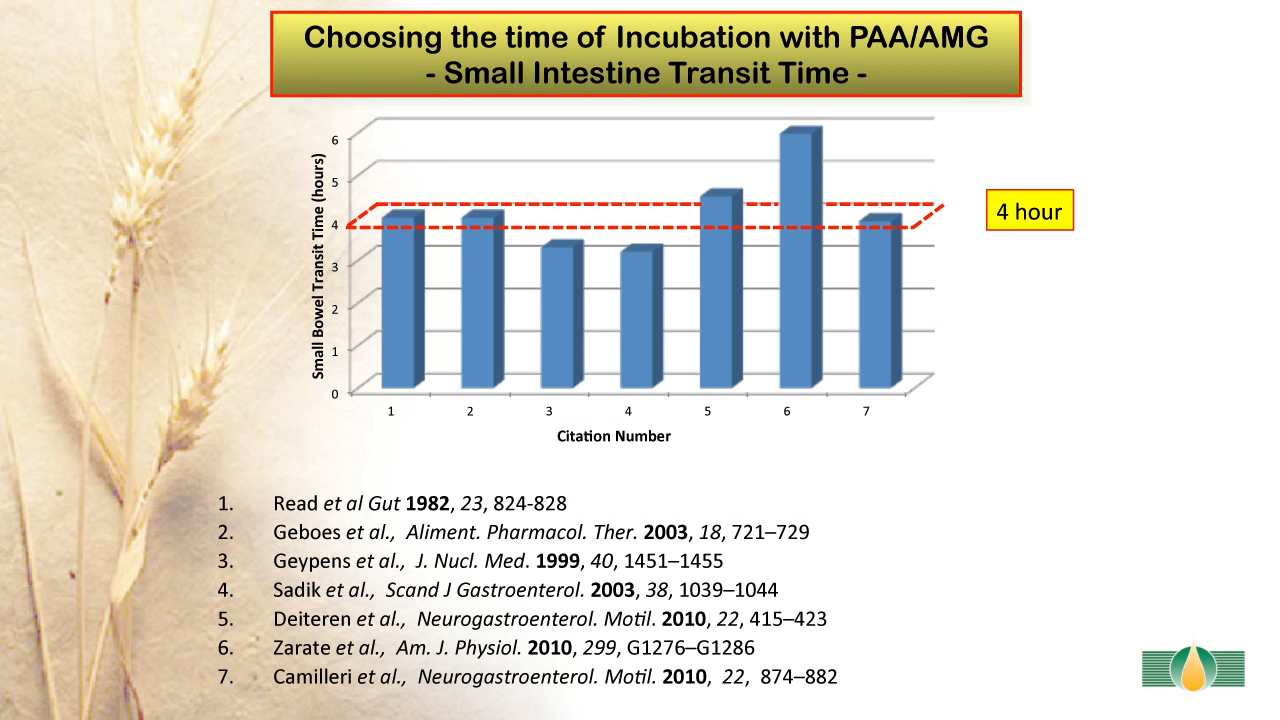 Choosing the time of Incubation with PAA/AMG
- Small Intestine Transit Time -
Small Bowel Transit Time (hours)
6
5
4
3
2
1
0
1 2 3 4 5 6 7
Citation Number
4 hour
1. Read et al Gut 1982, 23, 824-828
2. Geboes et al., Aliment. Pharmacol. Ther. 2003, 18, 721–729
3. Geypens et al., J. Nucl. Med. 1999, 40, 1451–1455
4. Sadik et al., Scand J Gastroenterol. 2003, 38, 1039–1044
5. Deiteren et al., Neurogastroenterol. Motil. 2010, 22, 415–423
6. Zarate et al., Am. J. Physiol. 2010, 299, G1276–G1286
7. Camilleri et al., Neurogastroenterol. Motil. 2010, 22, 874–882